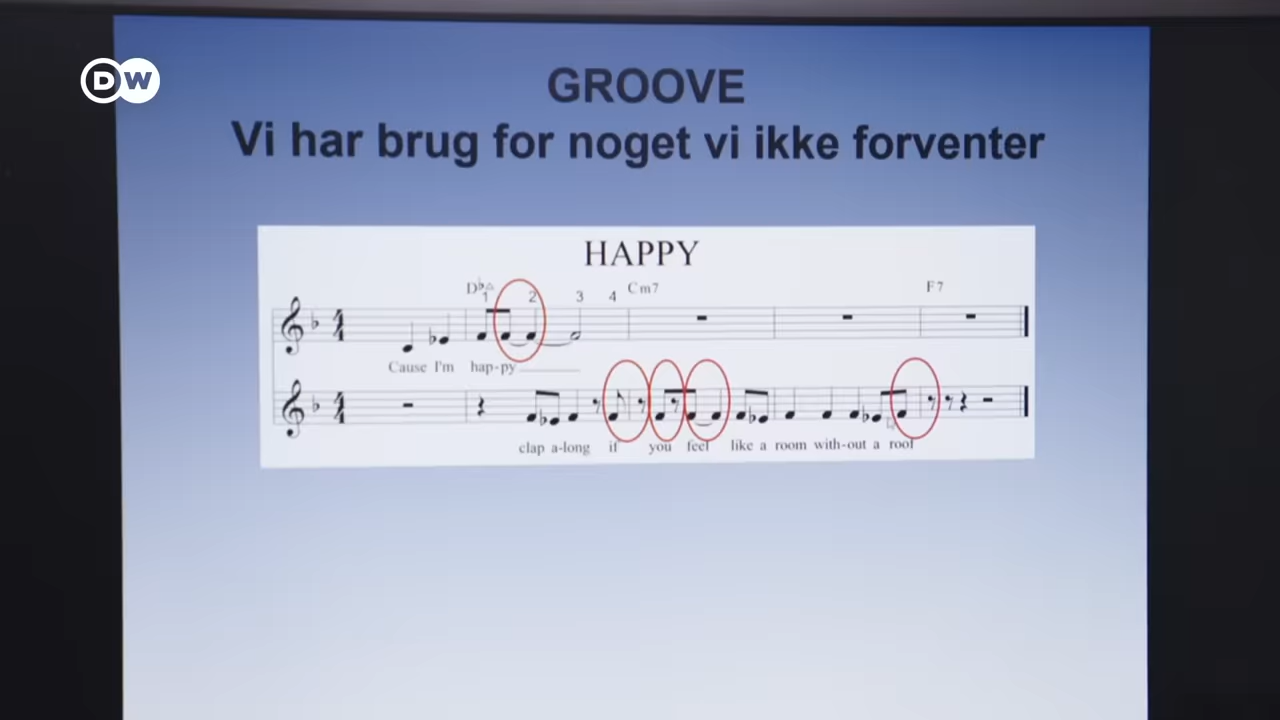 DW
GROOVE
Vi har brug for noget vi ikke forventer
HAPPY
D♭△ Cm7 F7
1 2 3 4
Cause I'm hap-py
clap a-long if you feel like a room with-out a roof